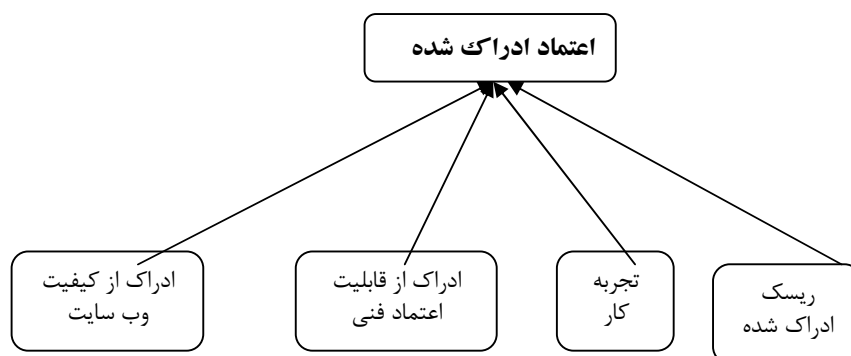 اعتماد ادراک شده
ریسک
ادراک شده
تجربه
کار
ادراک از قابلیت
اعتماد فنی
ادراک از کیفیت
وب سایت